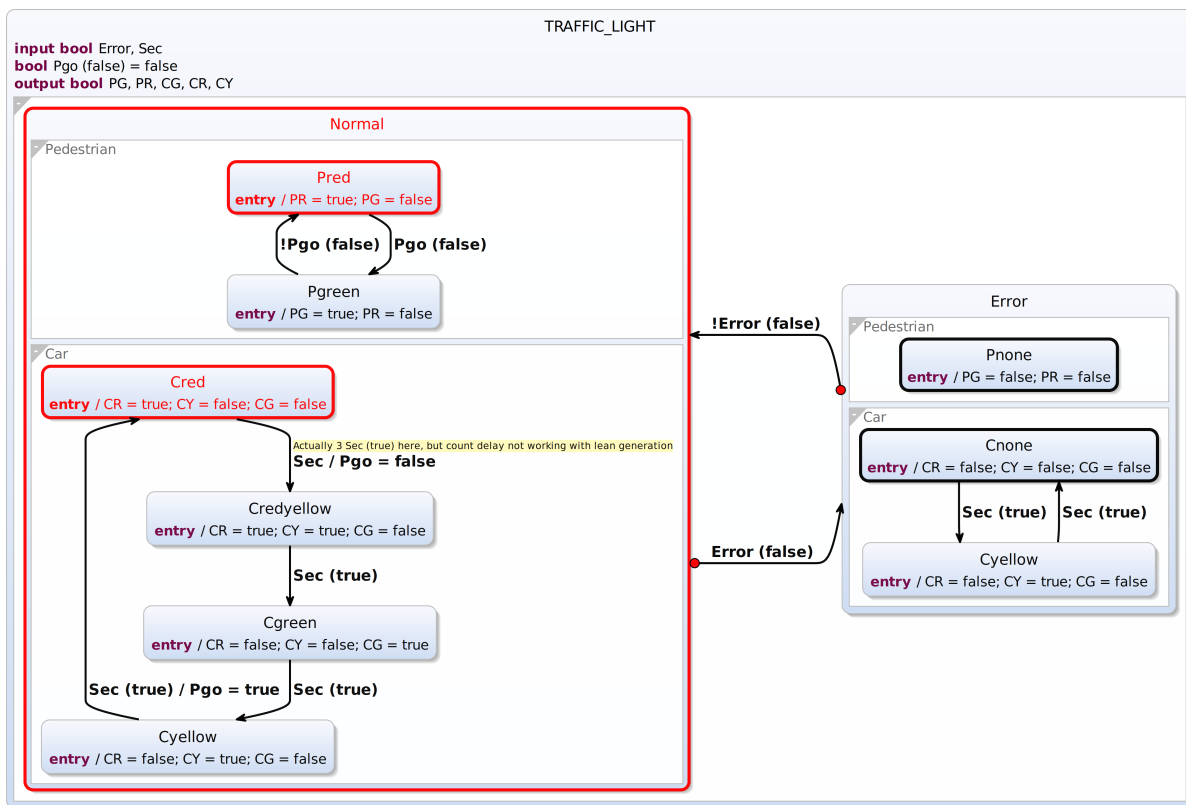 TRAFFIC_LIGHT
input bool Error, Sec
bool Pgo (false) = false
output bool PG, PR, CG, CR, CY
Normal
Pedestrian
Pred
entry / PR = true; PG = false
!Pgo (false)
Pgo (false)
Pgreen
entry / PG = true; PR = false
Car
Cred
entry / CR = true; CY = false; CG = false
Actually 3 Sec (true) here, but count delay not working with lean generation
Sec / Pgo = false
Credyellow
entry / CR = true; CY = true; CG = false
Sec (true)
Cgreen
entry / CR = false; CY = false; CG = true
Sec (true) / Pgo = true
Sec (true)
Cyellow
entry / CR = false; CY = true; CG = false
!Error (false)
Error (false)
Error
Pedestrian
Pnone
entry / PG = false; PR = false
Car
Cnone
entry / CR = false; CY = false; CG = false
Sec (true)
Sec (true)
Cyellow
entry / CR = false; CY = true; CG = false